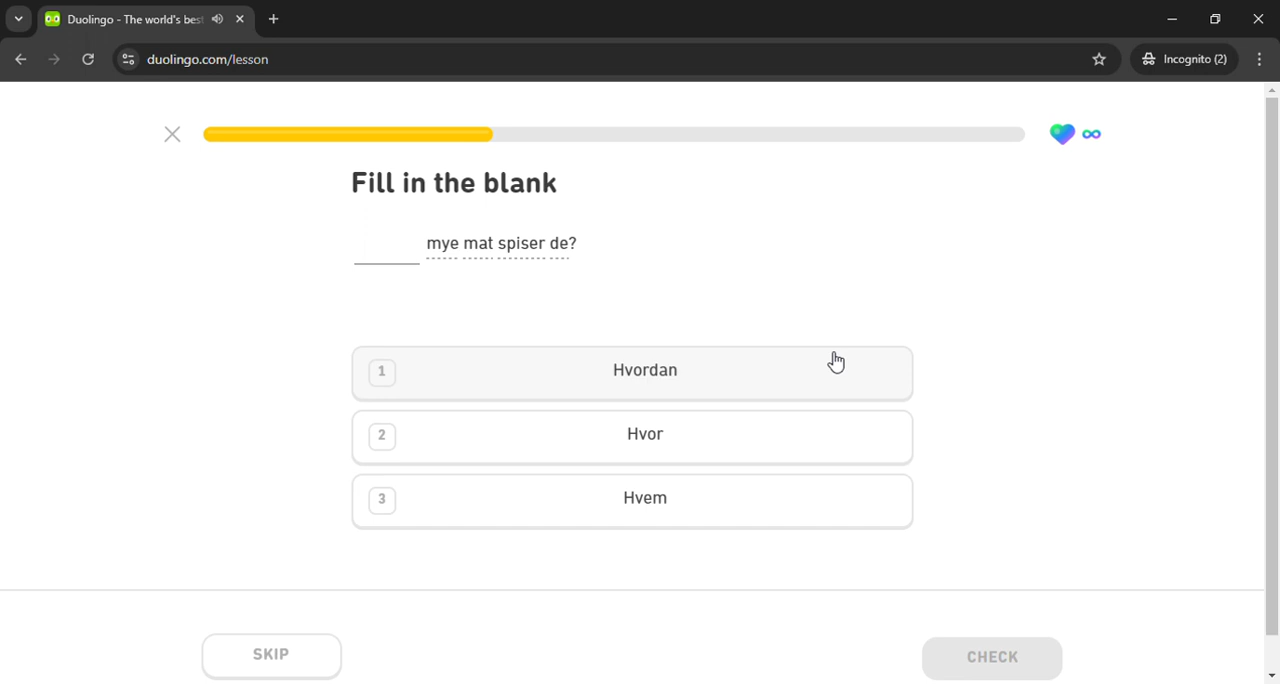 Duolingo - The world's best
duolingo.com/lesson
Incognito (2)
Fill in the blank
mye mat spiser de?
1 Hvordan
2 Hvor
3 Hvem
SKIP
CHECK